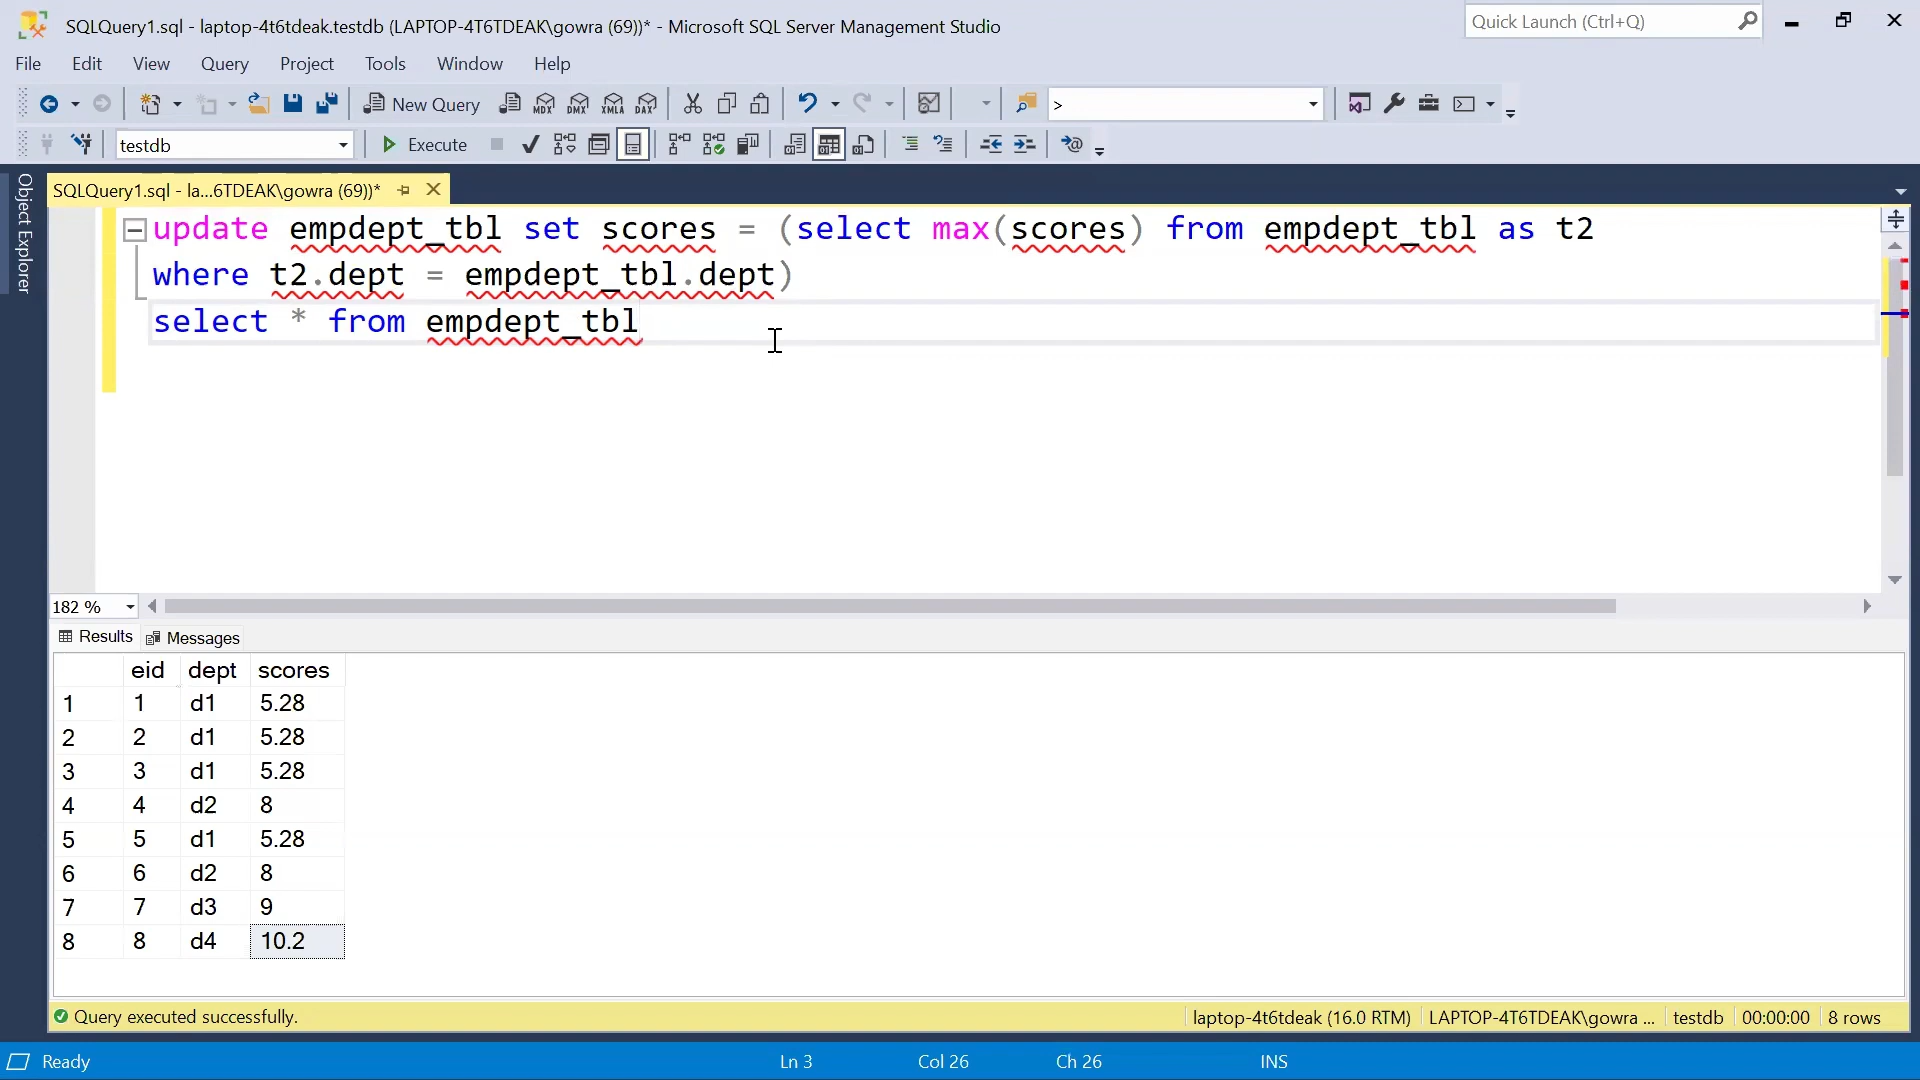 SQLQuery1.sql - laptop-4t6tdeak.testdb (LAPTOP-4T6TDEAK\gowra (69))* - Microsoft SQL Server Management Studio
Quick Launch (Ctrl+Q)
File Edit View Query Project Tools Window Help
New Query MDX DMX XMLA DAX >
testdb Execute
Object Explorer
SQLQuery1.sql - la...6TDEAK\gowra (69))*
update empdept_tbl set scores = (select max(scores) from empdept_tbl as t2
where t2.dept = empdept_tbl.dept)
select * from empdept_tbl
182 %
Results Messages
eid dept scores
1 1 d1 5.28
2 2 d1 5.28
3 3 d1 5.28
4 4 d2 8
5 5 d1 5.28
6 6 d2 8
7 7 d3 9
8 8 d4 10.2
Query executed successfully. laptop-4t6tdeak (16.0 RTM) LAPTOP-4T6TDEAK\gowra ... testdb 00:00:00 8 rows
Ready Ln 3 Col 26 Ch 26 INS